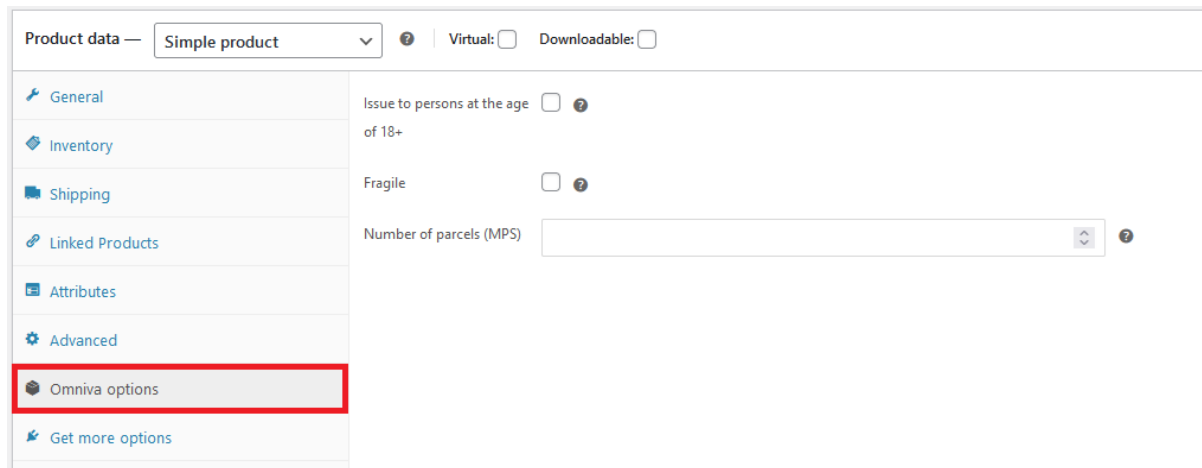 Product data — Simple product Virtual: Downloadable:
General
Inventory
Shipping
Linked Products
Attributes
Advanced
Omniva options
Get more options
Issue to persons at the age
of 18+
Fragile
Number of parcels (MPS)